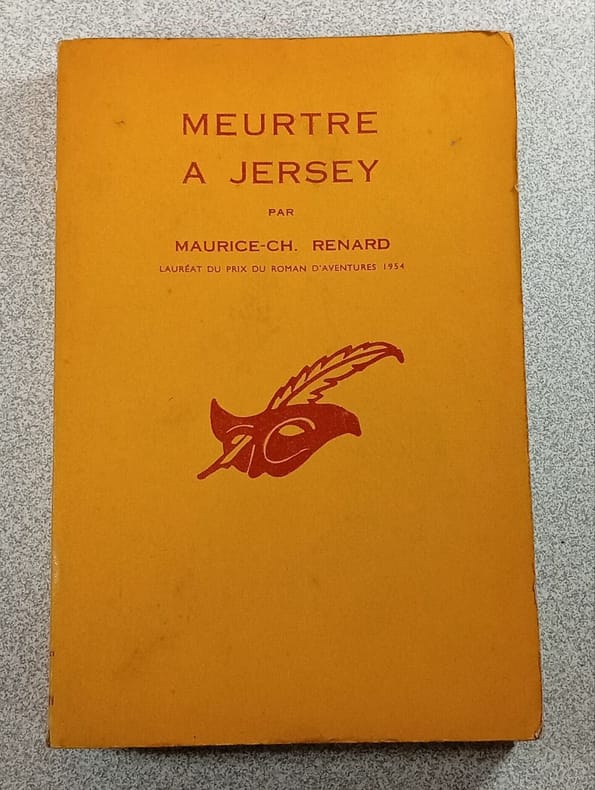 MEURTRE
A JERSEY
PAR
MAURICE-CH. RENARD
LAURÉAT DU PRIX DU ROMAN D'AVENTURES 1954